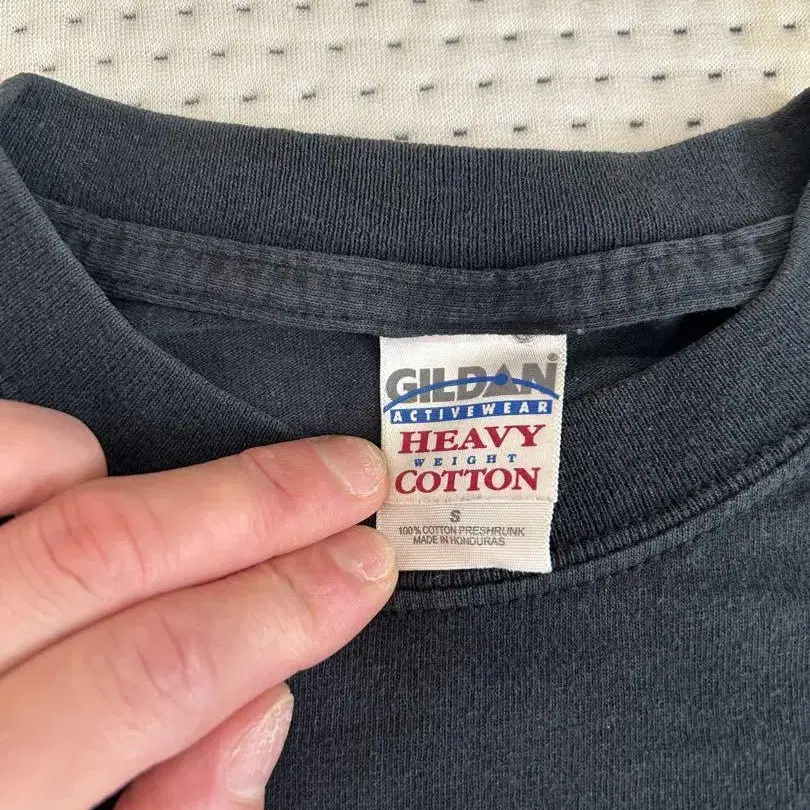 GILDAN®
ACTIVEWEAR
HEAVY
WEIGHT
COTTON
S
100% COTTON PRESHRUNK
MADE IN HONDURAS